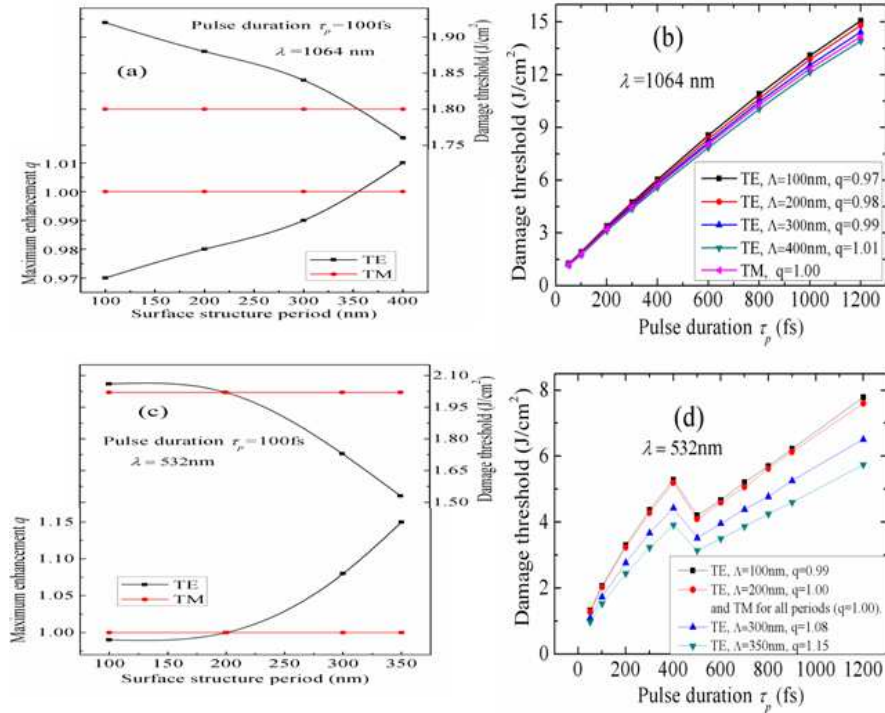 Pulse duration τp=100fs
λ=1064 nm
(a)
1.90
1.85
1.80
1.75
Damage threshold (J/cm2)
1.01
1.00
0.99
0.98
0.97
Maximum enhancement q
TE
TM
100 150 200 250 300 350 400
Surface structure period (nm)
(b)
λ=1064 nm
15
12
9
6
3
0
Damage threshold (J/cm2)
TE, Λ=100nm, q=0.97
TE, Λ=200nm, q=0.98
TE, Λ=300nm, q=0.99
TE, Λ=400nm, q=1.01
TM, q=1.00
0 200 400 600 800 1000 1200
Pulse duration τp (fs)
(c)
Pulse duration τp=100fs
λ = 532nm
2.10
1.95
1.80
1.65
1.50
Damage threshold (J/cm2)
1.15
1.10
1.05
1.00
Maximum enhancement q
TE
TM
100 150 200 250 300 350
Surface structure period (nm)
(d)
λ = 532nm
8
6
4
2
0
Damage threshold (J/cm2)
TE, Λ=100nm, q=0.99
TE, Λ=200nm, q=1.00
and TM for all periods (q=1.00).
TE, Λ=300nm, q=1.08
TE, Λ=350nm, q=1.15
0 200 400 600 800 1000 1200
Pulse duration τp (fs)